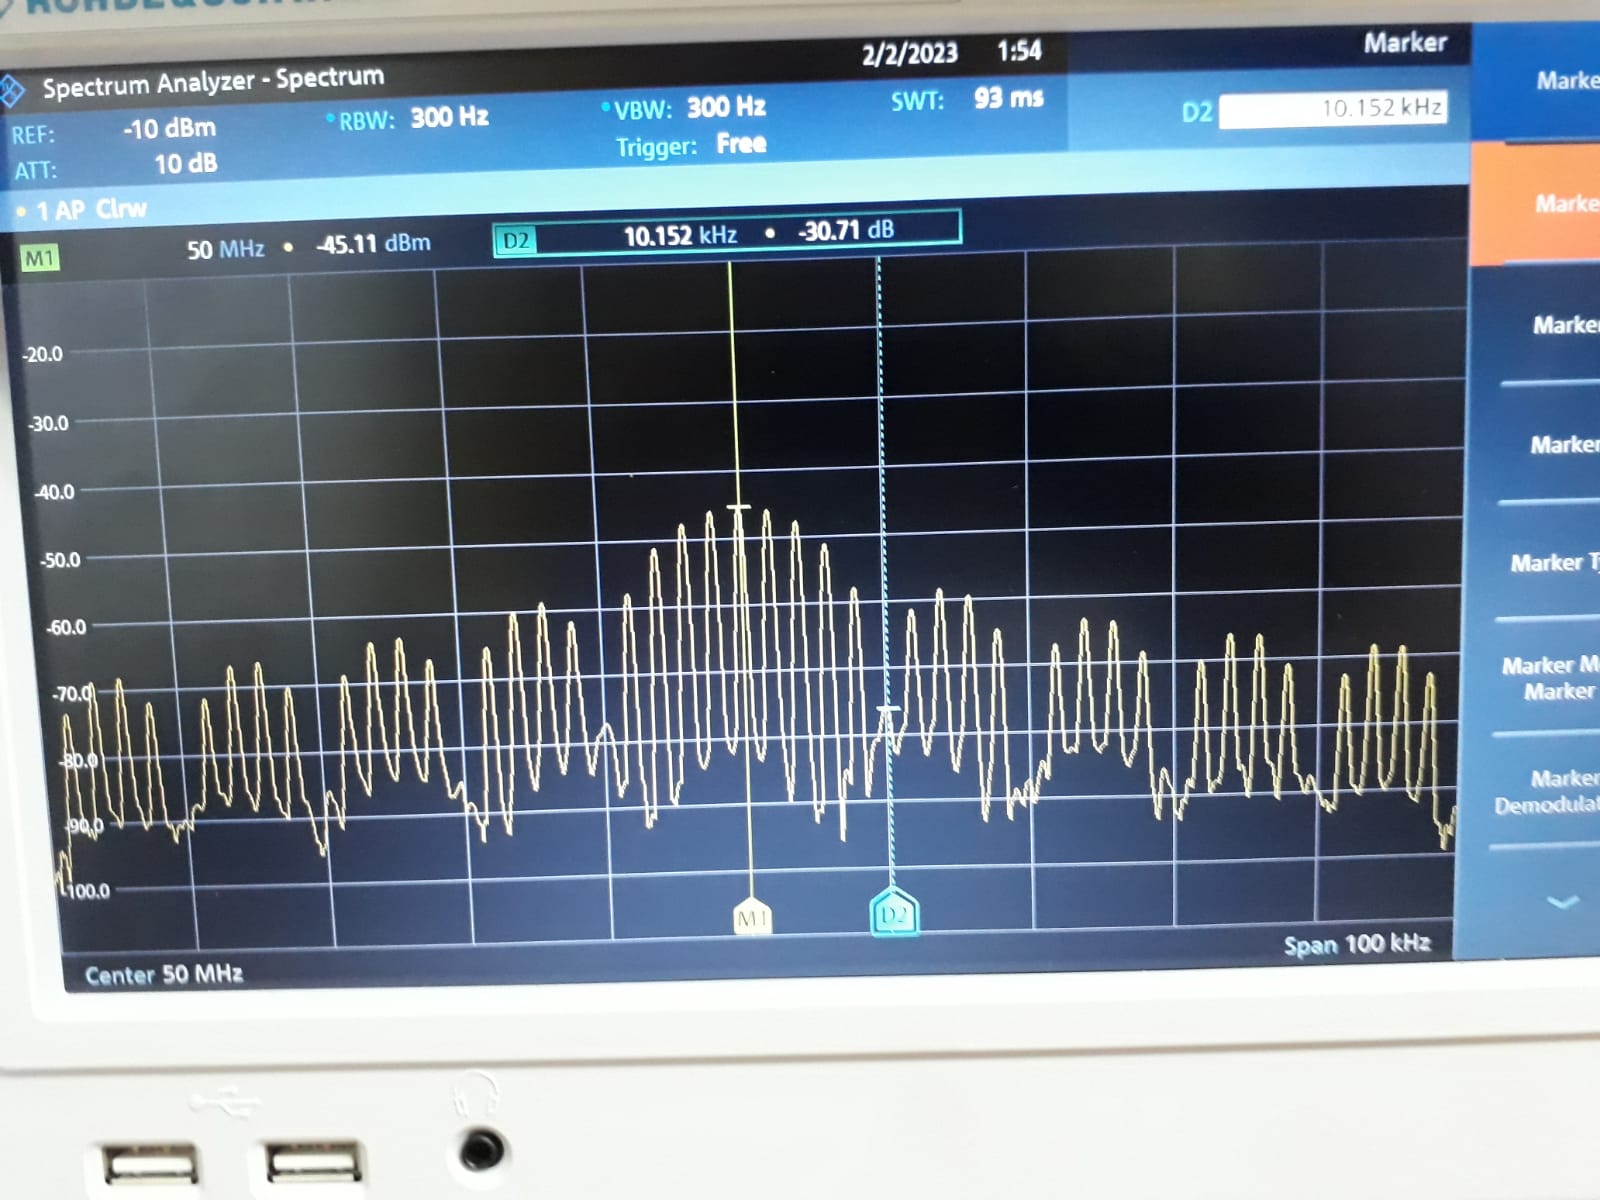 Spectrum Analyzer - Spectrum 2/2/2023 1:54 Marker
REF: -10 dBm RBW: 300 Hz VBW: 300 Hz SWT: 93 ms D2 10.152 kHz
ATT: 10 dB Trigger: Free
1 AP Clrw
M1 50 MHz • -45.11 dBm D2 10.152 kHz • -30.71 dB
-20.0
-30.0
-40.0
-50.0
-60.0
-70.0
-80.0
-90.0
-100.0
M1 D2
Center 50 MHz Span 100 kHz
Marke
Marke
Marke
Marker
Marker T
Marker M
Marker
Marker
Demodula